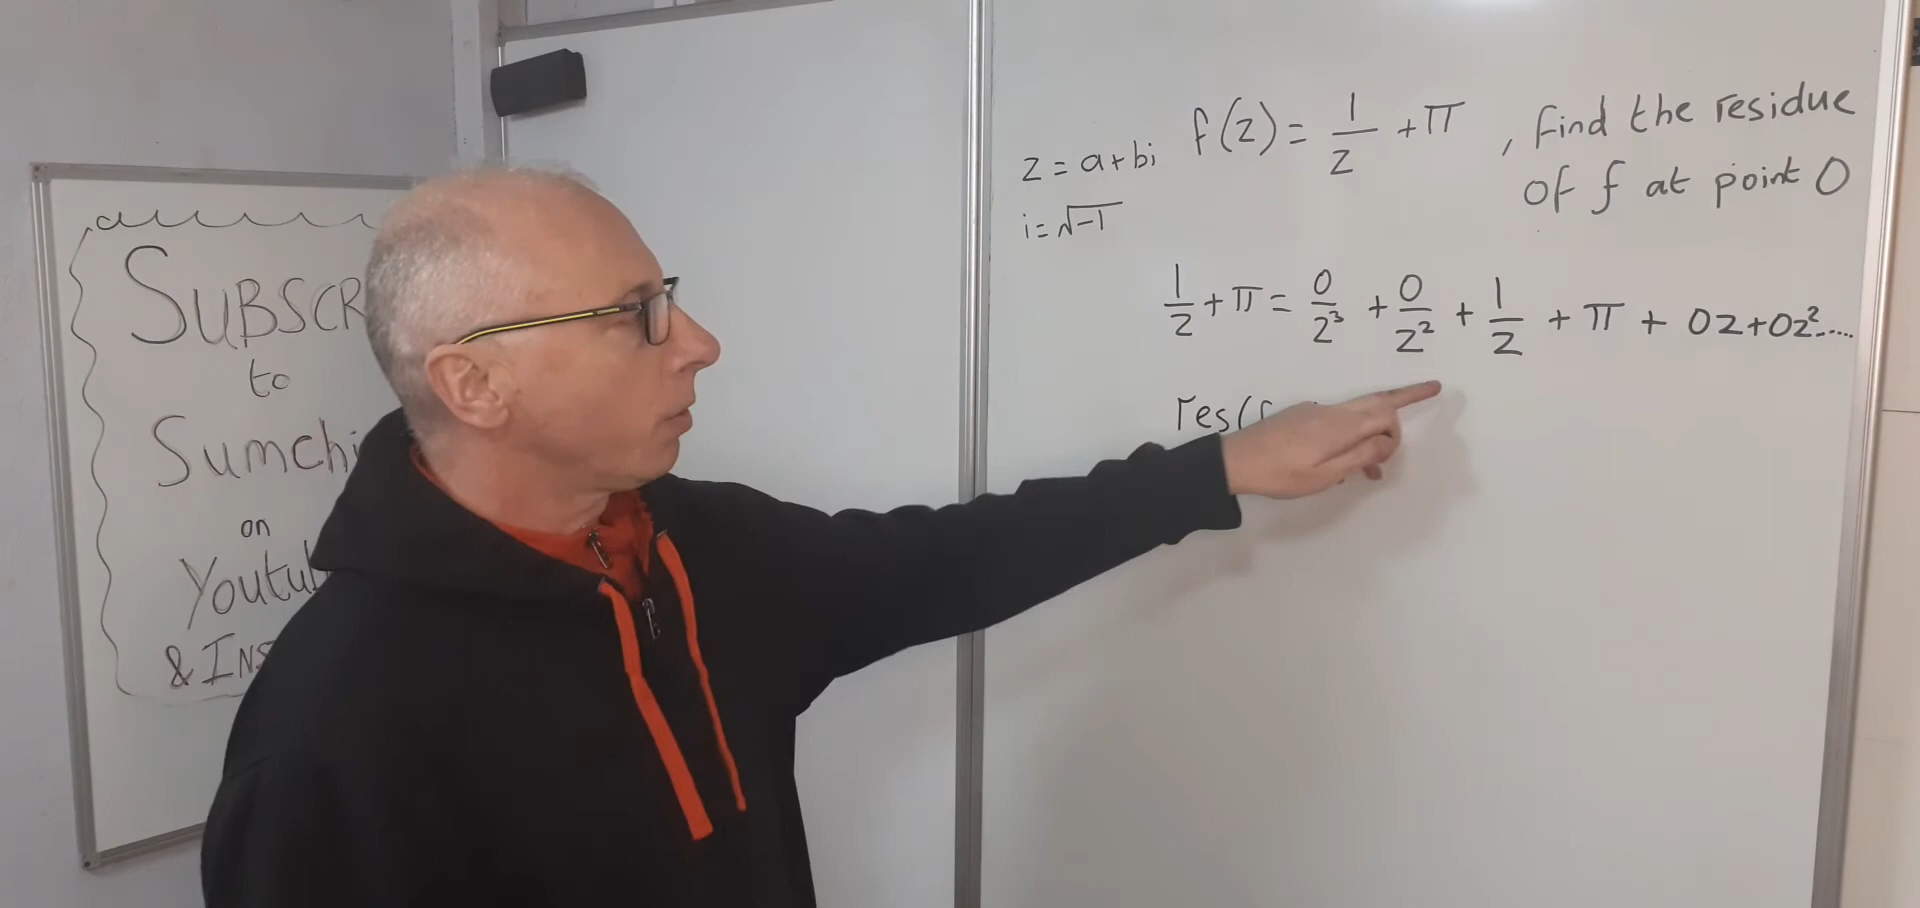 Subscr
to
Sumchi
on
Youtu
& Ins
z = a+bi
i = √-1
f(z) = 1/z + π , find the residue
of f at point 0
1/z + π = 0/z³ + 0/z² + 1/z + π + 0z + 0z² .....
res(f